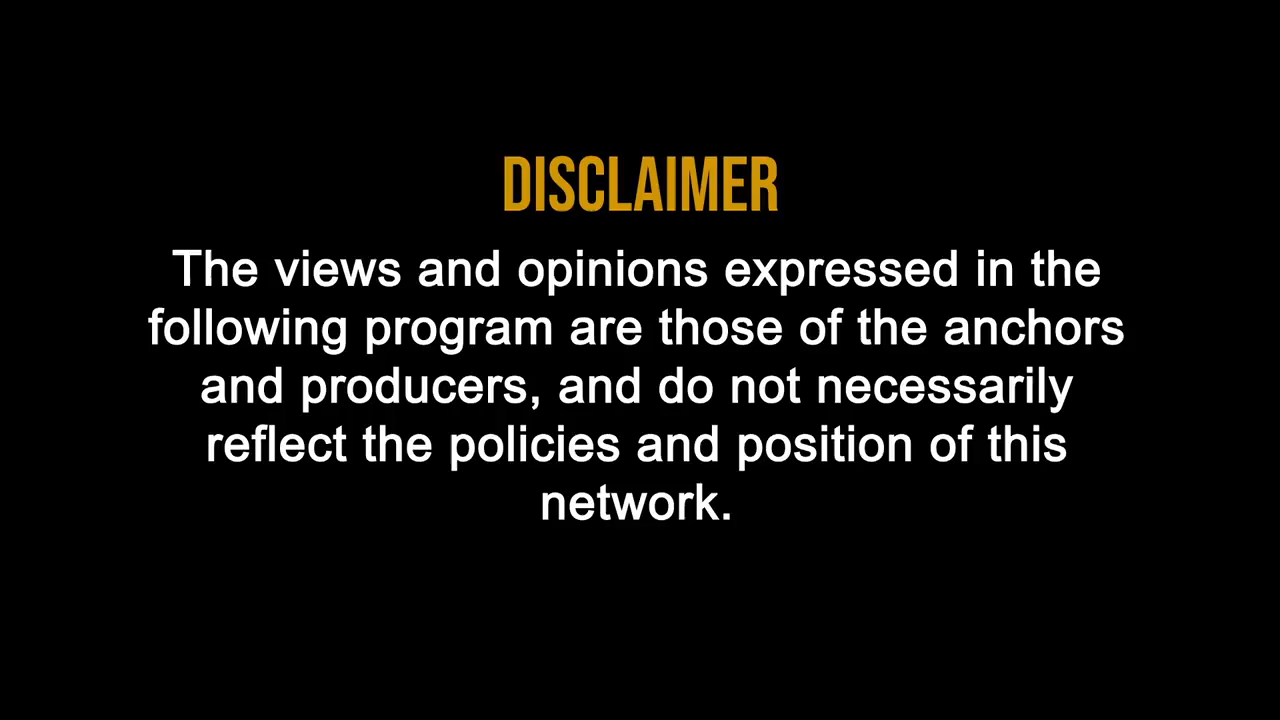 DISCLAIMER
The views and opinions expressed in the
following program are those of the anchors
and producers, and do not necessarily
reflect the policies and position of this
network.